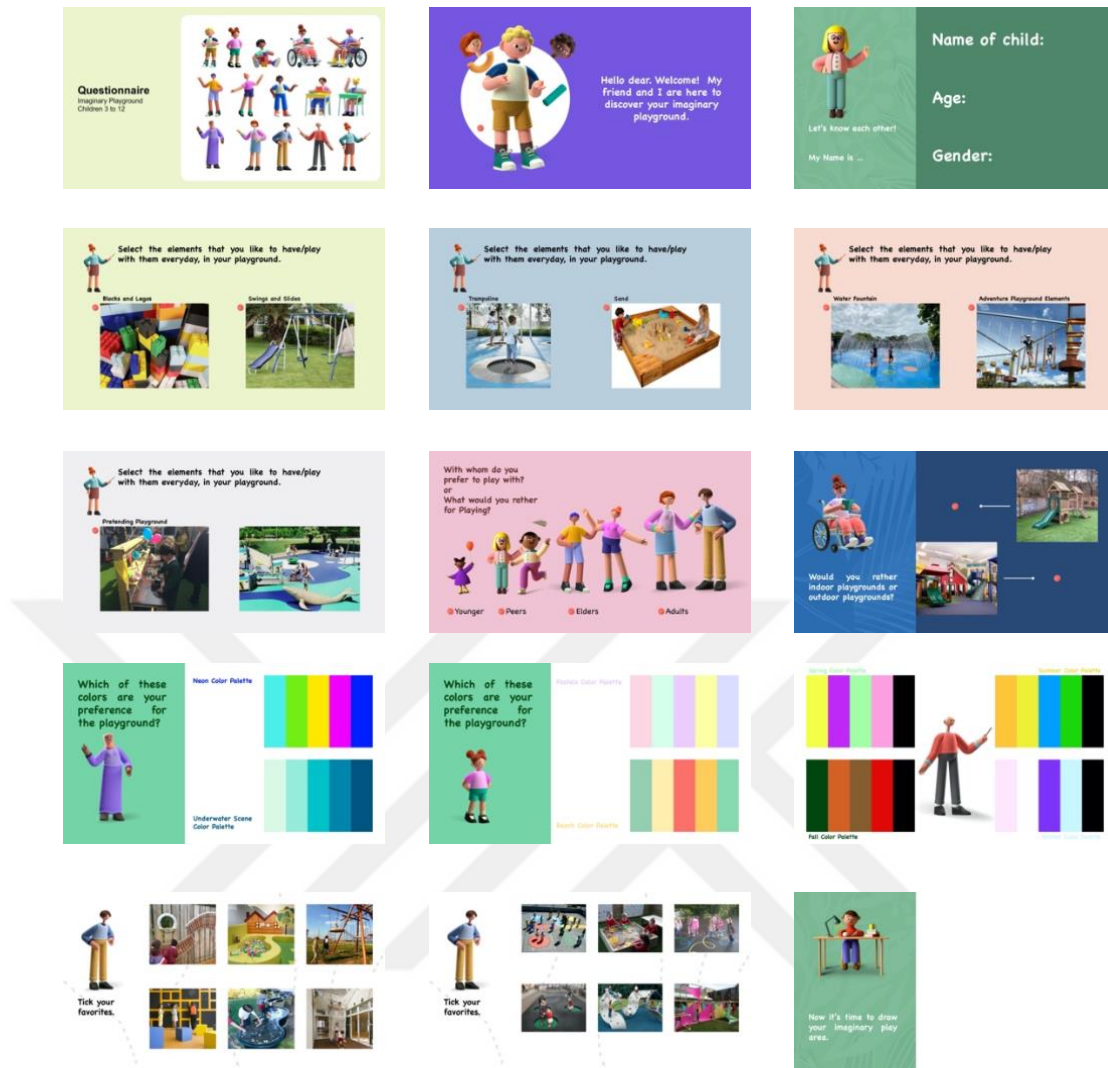 Questionnaire
Imaginary Playground
Children 3 to 12
Hello dear. Welcome! My
friend and I are here to
discover your imaginary
playground.
Let's know each other!
My Name is ...
Name of child:
Age:
Gender:
Select the elements that you like to have/play
with them everyday, in your playground.
Blocks and Legos
Swings and Slides
Select the elements that you like to have/play
with them everyday, in your playground.
Trampoline
Sand
Select the elements that you like to have/play
with them everyday, in your playground.
Water Fountain
Adventure Playground Elements
Select the elements that you like to have/play
with them everyday, in your playground.
Pretending Playground
With whom do you
prefer to play with?
or
What would you rather
for Playing?
Younger
Peers
Elders
Adults
Would you rather
indoor playgrounds or
outdoor playgrounds?
Which of these
colors are your
preference for
the playground?
Neon Color Palette
Underwater Scene
Color Palette
Which of these
colors are your
preference for
the playground?
Pastels Color Palette
Beach Color Palette
Spring Color Palette
Summer Color Palette
Fall Color Palette
Winter Color Palette
Tick your
favorites.
Tick your
favorites.
Now it's time to draw
your imaginary play
area.